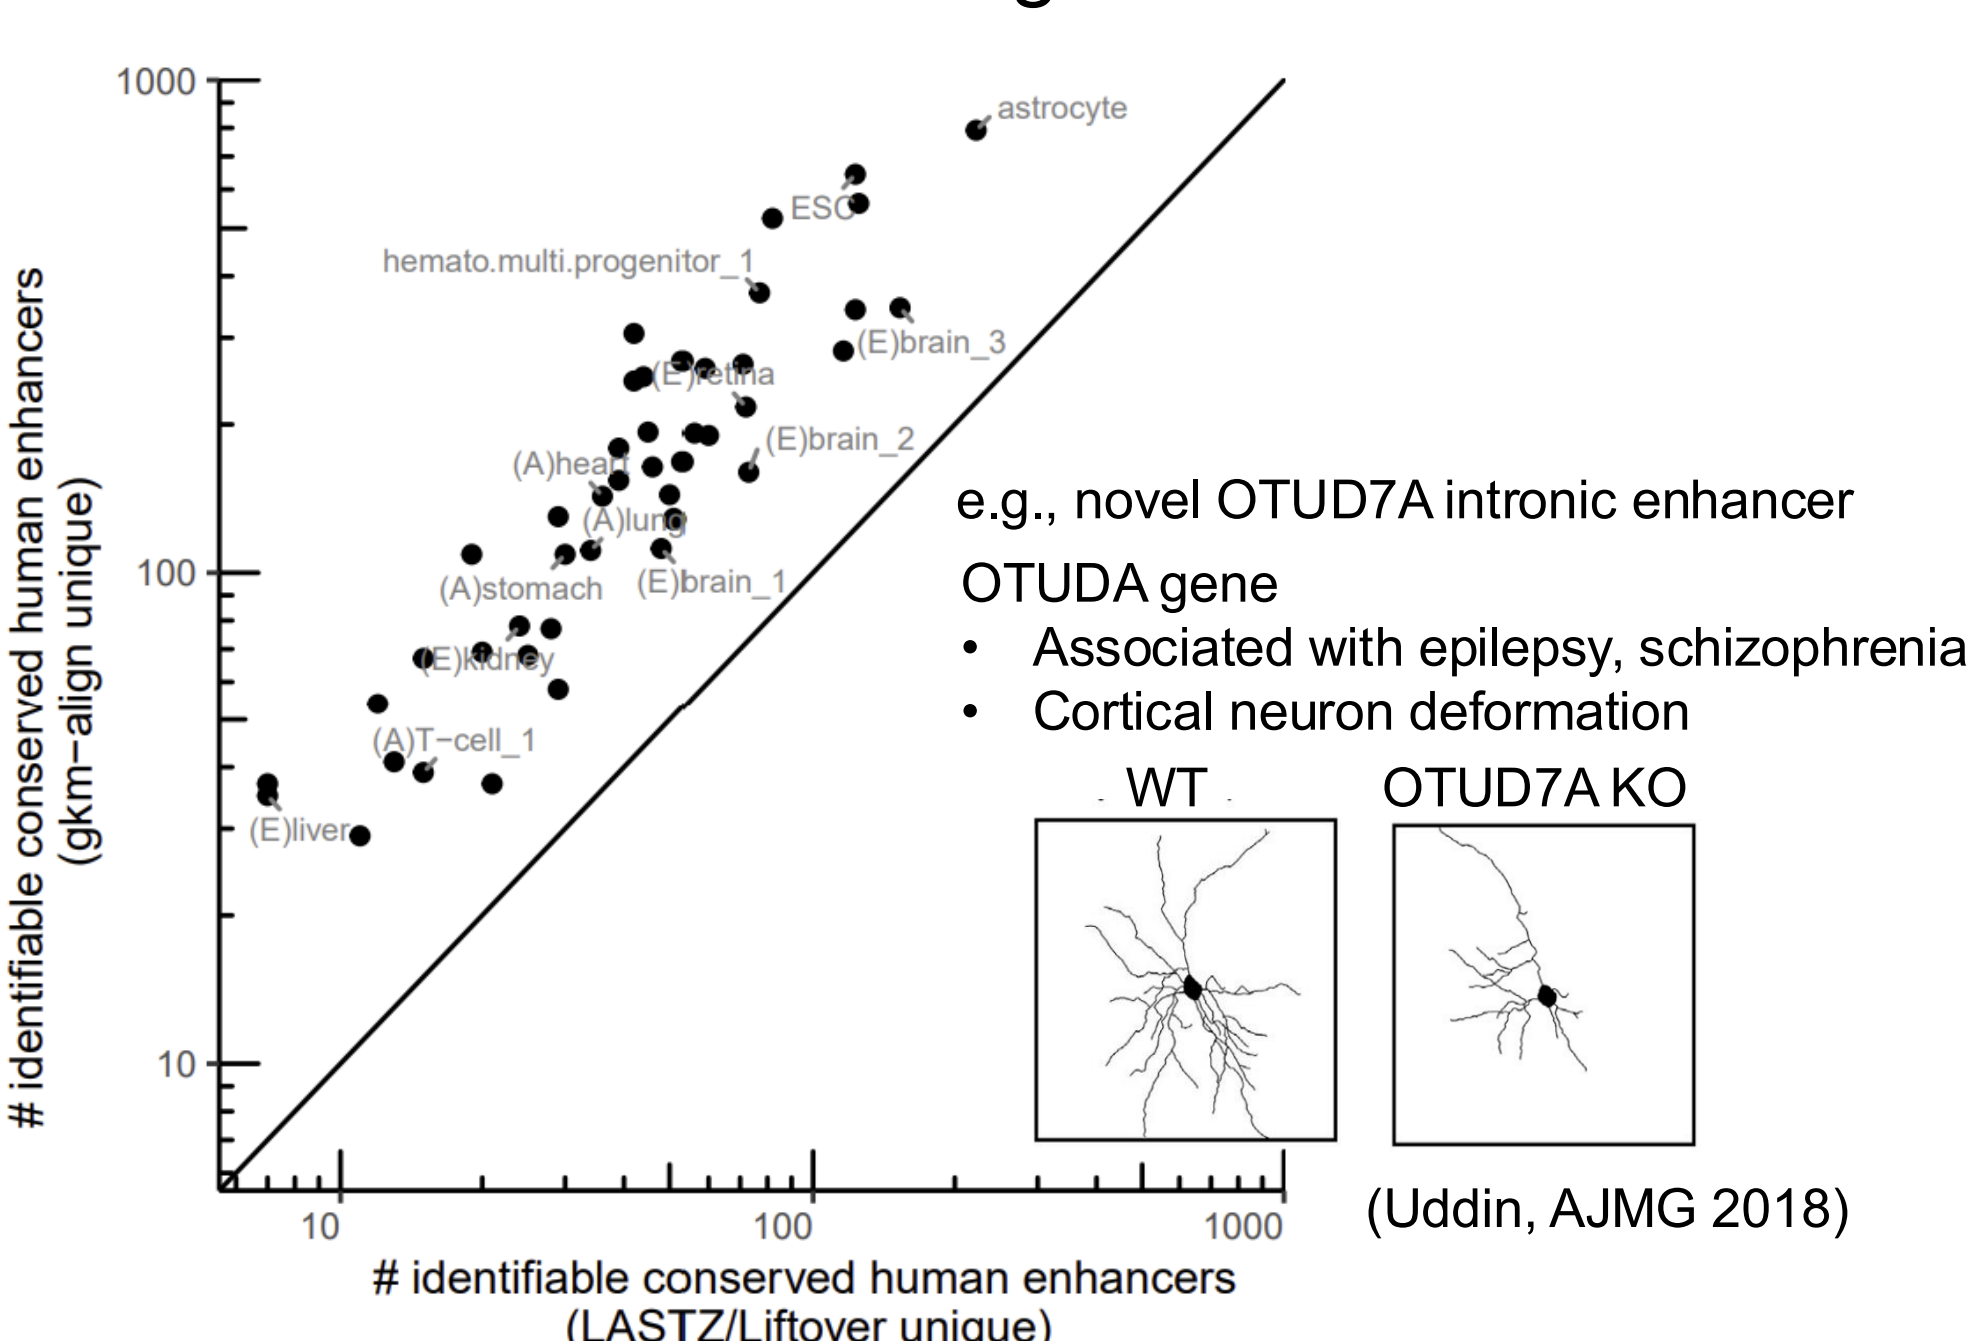 1000
100
10
# identifiable conserved human enhancers
(gkm−align unique)
astrocyte
ESC
hemato.multi.progenitor_1
(E)brain_3
(E)retina
(E)brain_2
(A)heart
(A)lung
(A)stomach
(E)brain_1
(E)kidney
(A)T−cell_1
(E)liver
10
100
1000
# identifiable conserved human enhancers
(LASTZ/Liftover unique)
e.g., novel OTUD7A intronic enhancer
OTUDA gene
• Associated with epilepsy, schizophrenia
• Cortical neuron deformation
WT
OTUD7A KO
(Uddin, AJMG 2018)